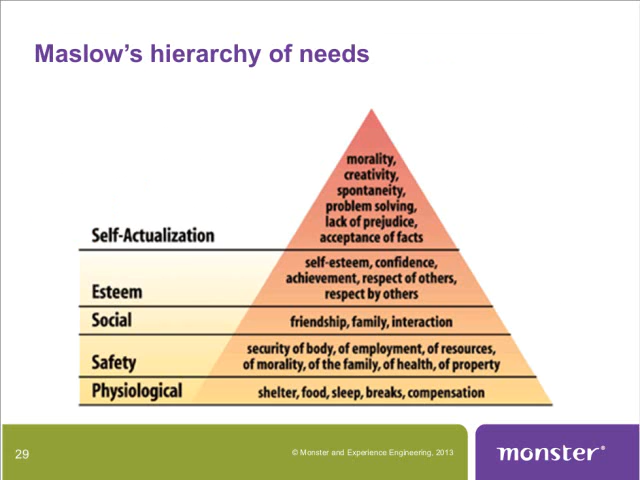 Maslow's hierarchy of needs
morality,
creativity,
spontaneity,
problem solving,
lack of prejudice,
Self-Actualization
acceptance of facts
self-esteem, confidence,
achievement, respect of others,
Esteem
respect by others
Social
friendship, family, interaction
security of body, of employment, of resources,
Safety
of morality, of the family, of health, of property
Physiological
shelter, food, sleep, breaks, compensation
29
© Monster and Experience Engineering, 2013
monster®